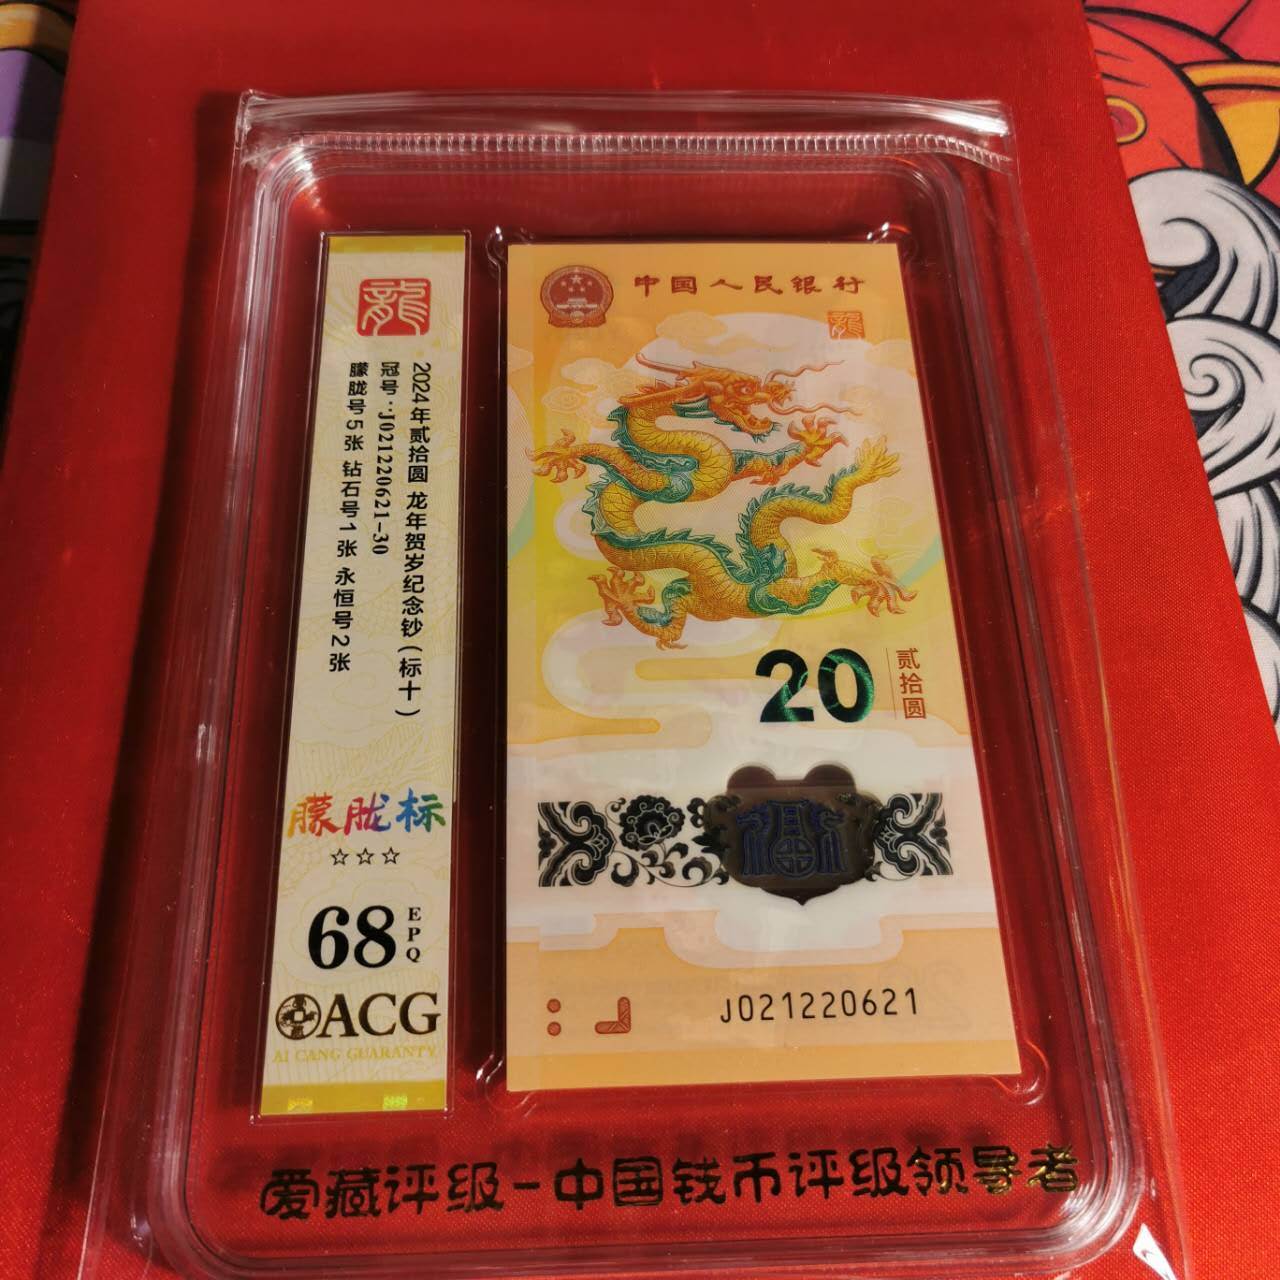 龍
2024年贰拾圆 龙年贺岁纪念钞(标十)
冠号:J021220621-30
朦胧号5张 钻石号1张 永恒号2张
朦胧标
☆☆☆
68
EPQ
ACG
AI CANG GUARANTY
中国人民银行
龍
20
贰拾圆
福
J021220621
爱藏评级-中国钱币评级领导者